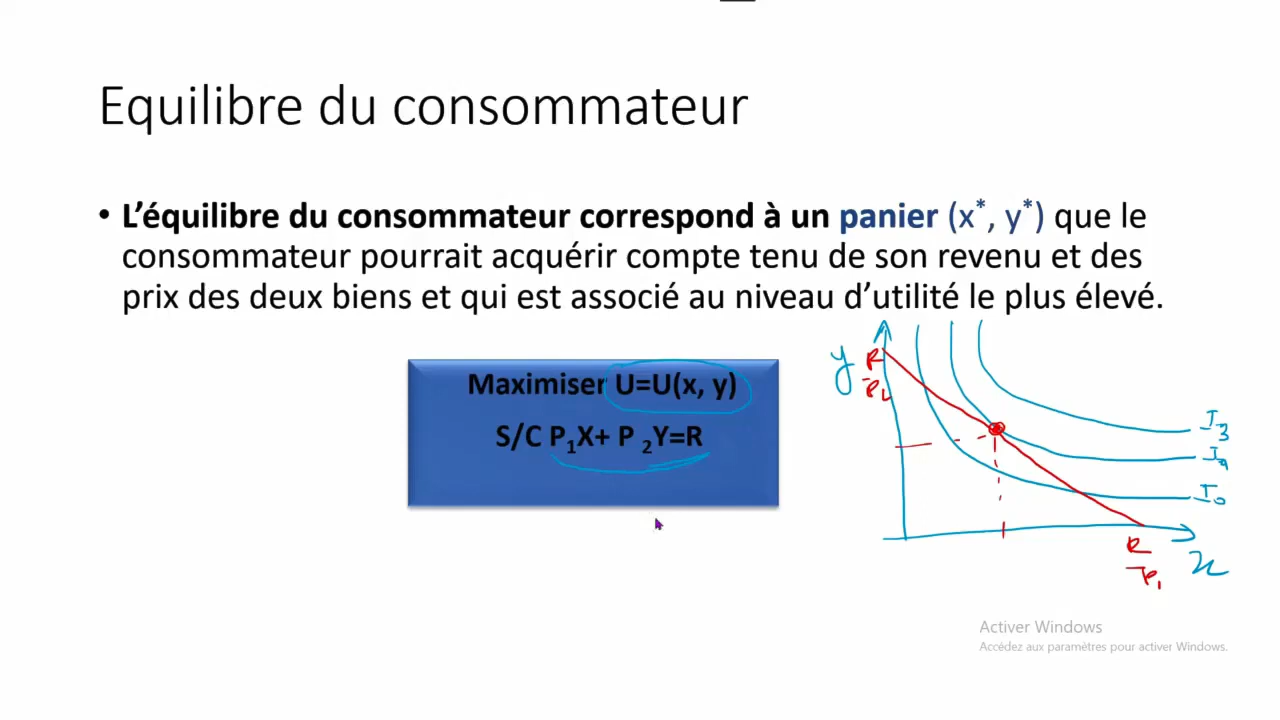 Equilibre du consommateur
• L’équilibre du consommateur correspond à un panier (x*, y*) que le
consommateur pourrait acquérir compte tenu de son revenu et des
prix des deux biens et qui est associé au niveau d’utilité le plus élevé.
Maximiser U=U(x, y)
S/C P₁X+ P ₂Y=R
y
R
P₂
I₃
I₀
R
P₁
x
Activer Windows
Accédez aux paramètres pour activer Windows.